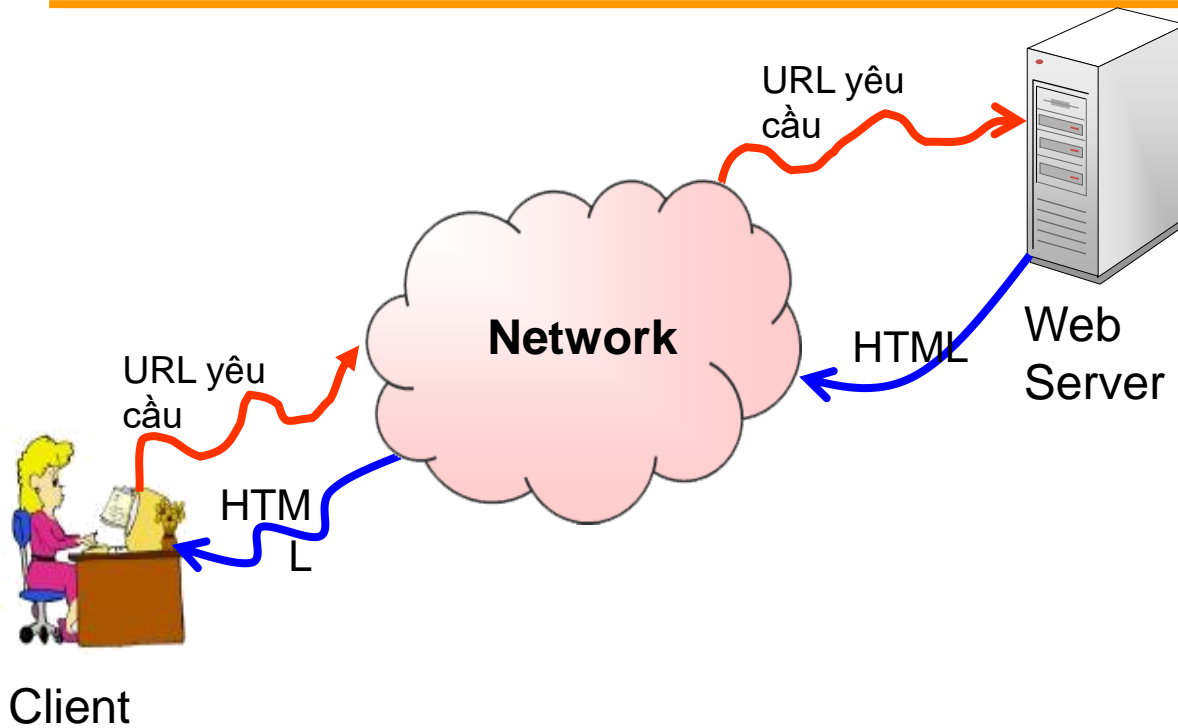 URL yêu
cầu
Network
HTML
Web
Server
URL yêu
cầu
HTM
L
Client